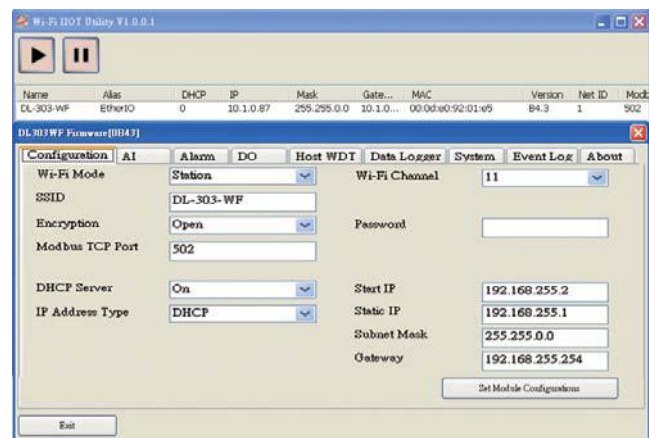 Wi-Fi IIOT Utility V1.0.0.1
Name Alias DHCP IP Mask Gate... MAC Version Net ID Modb
DL-303-WF EtherIO 0 10.1.0.87 255.255.0.0 10.1.0... 00:0d:e0:92:01:e5 B4.3 1 502
DL303WF Firmware[0B43]
Configuration AI Alarm DO Host WDT Data Logger System Event Log About
Wi-Fi Mode Station Wi-Fi Channel 11
SSID DL-303-WF
Encryption Open Password
Modbus TCP Port 502
DHCP Server On Start IP 192.168.255.2
IP Address Type DHCP Static IP 192.168.255.1
Subnet Mask 255.255.0.0
Gateway 192.168.255.254
Set Module Configurations
Exit